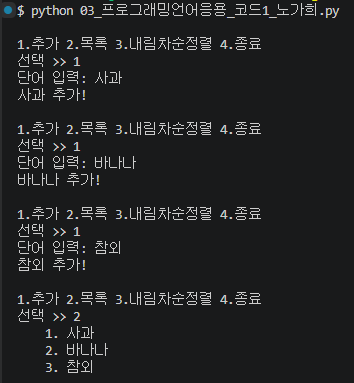 $ python 03_프로그래밍언어응용_코드1_노가희.py
1.추가 2.목록 3.내림차순정렬 4.종료
선택 >> 1
단어 입력: 사과
사과 추가!
1.추가 2.목록 3.내림차순정렬 4.종료
선택 >> 1
단어 입력: 바나나
바나나 추가!
1.추가 2.목록 3.내림차순정렬 4.종료
선택 >> 1
단어 입력: 참외
참외 추가!
1.추가 2.목록 3.내림차순정렬 4.종료
선택 >> 2
1. 사과
2. 바나나
3. 참외